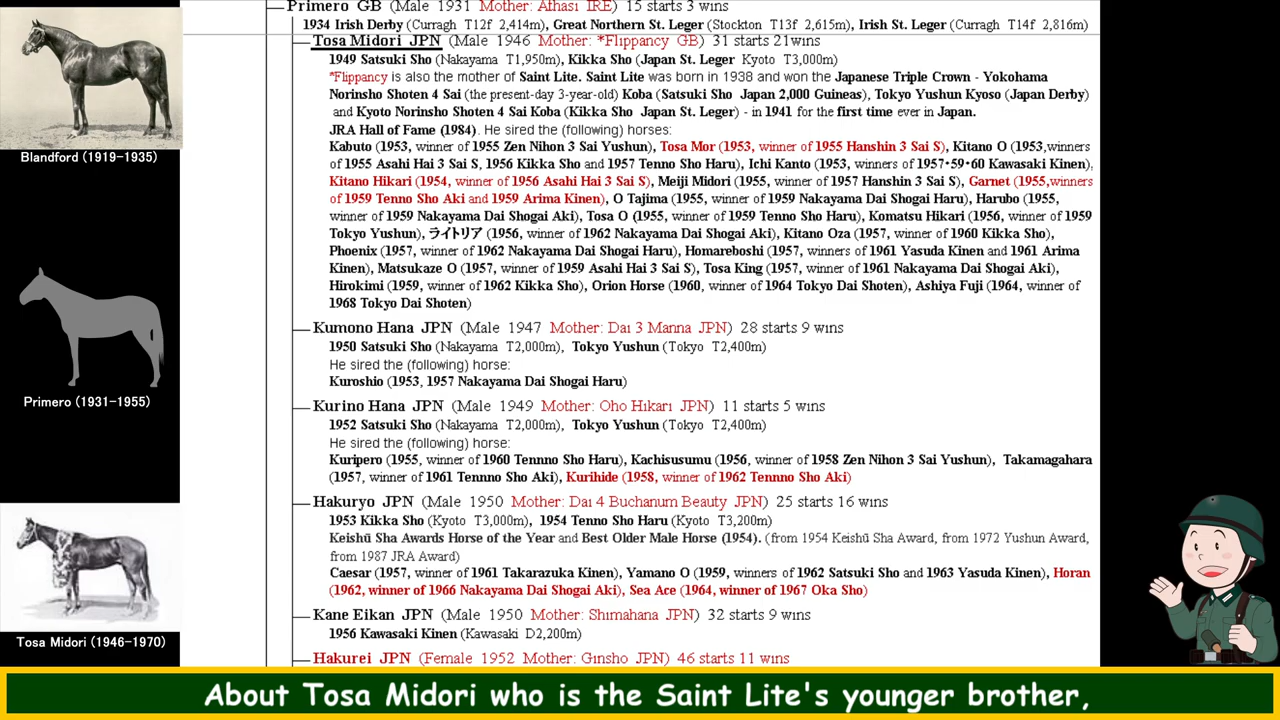 Primero GB (Male 1931 Mother: Athasi IRE) 15 starts 3 wins
1934 Irish Derby (Curragh T12f 2,414m), Great Northern St. Leger (Stockton T13f 2,615m), Irish St. Leger (Curragh T14f 2,816m)
Tosa Midori JPN (Male 1946 Mother: *Flippancy GB) 31 starts 21wins
1949 Satsuki Sho (Nakayama T1,950m), Kikka Sho (Japan St. Leger Kyoto T3,000m)
*Flippancy is also the mother of Saint Lite. Saint Lite was born in 1938 and won the Japanese Triple Crown - Yokohama
Norinsho Shoten 4 Sai (the present-day 3-year-old) Koba (Satsuki Sho Japan 2,000 Guineas), Tokyo Yushun Kyoso (Japan Derby)
and Kyoto Norinsho Shoten 4 Sai Koba (Kikka Sho Japan St. Leger) - in 1941 for the first time ever in Japan.
JRA Hall of Fame (1984). He sired the (following) horses:
Kabuto (1953, winner of 1955 Zen Nihon 3 Sai Yushun), Tosa Mor (1953, winner of 1955 Hanshin 3 Sai S), Kitano O (1953,winners
of 1955 Asahi Hai 3 Sai S, 1956 Kikka Sho and 1957 Tenno Sho Haru), Ichi Kanto (1953, winners of 1957・59・60 Kawasaki Kinen),
Kitano Hikari (1954, winner of 1956 Asahi Hai 3 Sai S), Meiji Midori (1955, winner of 1957 Hanshin 3 Sai S), Garnet (1955,winners
of 1959 Tenno Sho Aki and 1959 Arima Kinen), O Tajima (1955, winner of 1959 Nakayama Dai Shogai Haru), Harubo (1955,
winner of 1959 Nakayama Dai Shogai Aki), Tosa O (1955, winner of 1959 Tenno Sho Haru), Komatsu Hikari (1956, winner of 1959
Tokyo Yushun), ライトリア (1956, winner of 1962 Nakayama Dai Shogai Aki), Kitano Oza (1957, winner of 1960 Kikka Sho),
Phoenix (1957, winner of 1962 Nakayama Dai Shogai Haru), Homareboshi (1957, winners of 1961 Yasuda Kinen and 1961 Arima
Kinen), Matsukaze O (1957, winner of 1959 Asahi Hai 3 Sai S), Tosa King (1957, winner of 1961 Nakayama Dai Shogai Aki),
Hirokimi (1959, winner of 1962 Kikka Sho), Orion Horse (1960, winner of 1964 Tokyo Dai Shoten), Ashiya Fuji (1964, winner of
1968 Tokyo Dai Shoten)
Kumono Hana JPN (Male 1947 Mother: Dai 3 Manna JPN) 28 starts 9 wins
1950 Satsuki Sho (Nakayama T2,000m), Tokyo Yushun (Tokyo T2,400m)
He sired the (following) horse:
Kuroshio (1953, 1957 Nakayama Dai Shogai Haru)
Kurino Hana JPN (Male 1949 Mother: Oho Hikari JPN) 11 starts 5 wins
1952 Satsuki Sho (Nakayama T2,000m), Tokyo Yushun (Tokyo T2,400m)
He sired the (following) horse:
Kuripero (1955, winner of 1960 Tennno Sho Haru), Kachisusumu (1956, winner of 1958 Zen Nihon 3 Sai Yushun), Takamagahara
(1957, winner of 1961 Tennno Sho Aki), Kurihide (1958, winner of 1962 Tennno Sho Aki)
Hakuryo JPN (Male 1950 Mother: Dai 4 Buchanum Beauty JPN) 25 starts 16 wins
1953 Kikka Sho (Kyoto T3,000m), 1954 Tenno Sho Haru (Kyoto T3,200m)
Keishū Sha Awards Horse of the Year and Best Older Male Horse (1954). (from 1954 Keishū Sha Award, from 1972 Yushun Award,
from 1987 JRA Award)
Caesar (1957, winner of 1961 Takarazuka Kinen), Yamano O (1959, winners of 1962 Satsuki Sho and 1963 Yasuda Kinen), Horan
(1962, winner of 1966 Nakayama Dai Shogai Aki), Sea Ace (1964, winner of 1967 Oka Sho)
Kane Eikan JPN (Male 1950 Mother: Shimahana JPN) 32 starts 9 wins
1956 Kawasaki Kinen (Kawasaki D2,200m)
Hakurei JPN (Female 1952 Mother: Ginsho JPN) 46 starts 11 wins
Blandford (1919-1935)
Primero (1931-1955)
Tosa Midori (1946-1970)
About Tosa Midori who is the Saint Lite's younger brother,